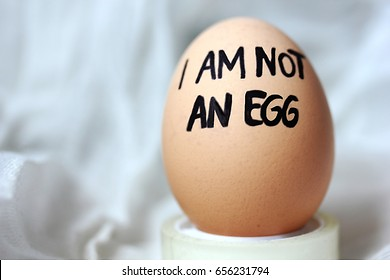 I AM NOT
AN EGG
shutterstock.com · 656231794